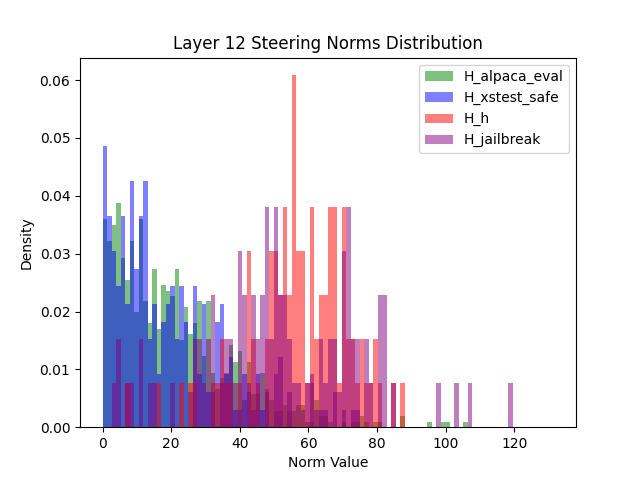 Layer 12 Steering Norms Distribution
H_alpaca_eval
H_xstest_safe
H_h
H_jailbreak
Density
0.06
0.05
0.04
0.03
0.02
0.01
0.00
0 20 40 60 80 100 120
Norm Value